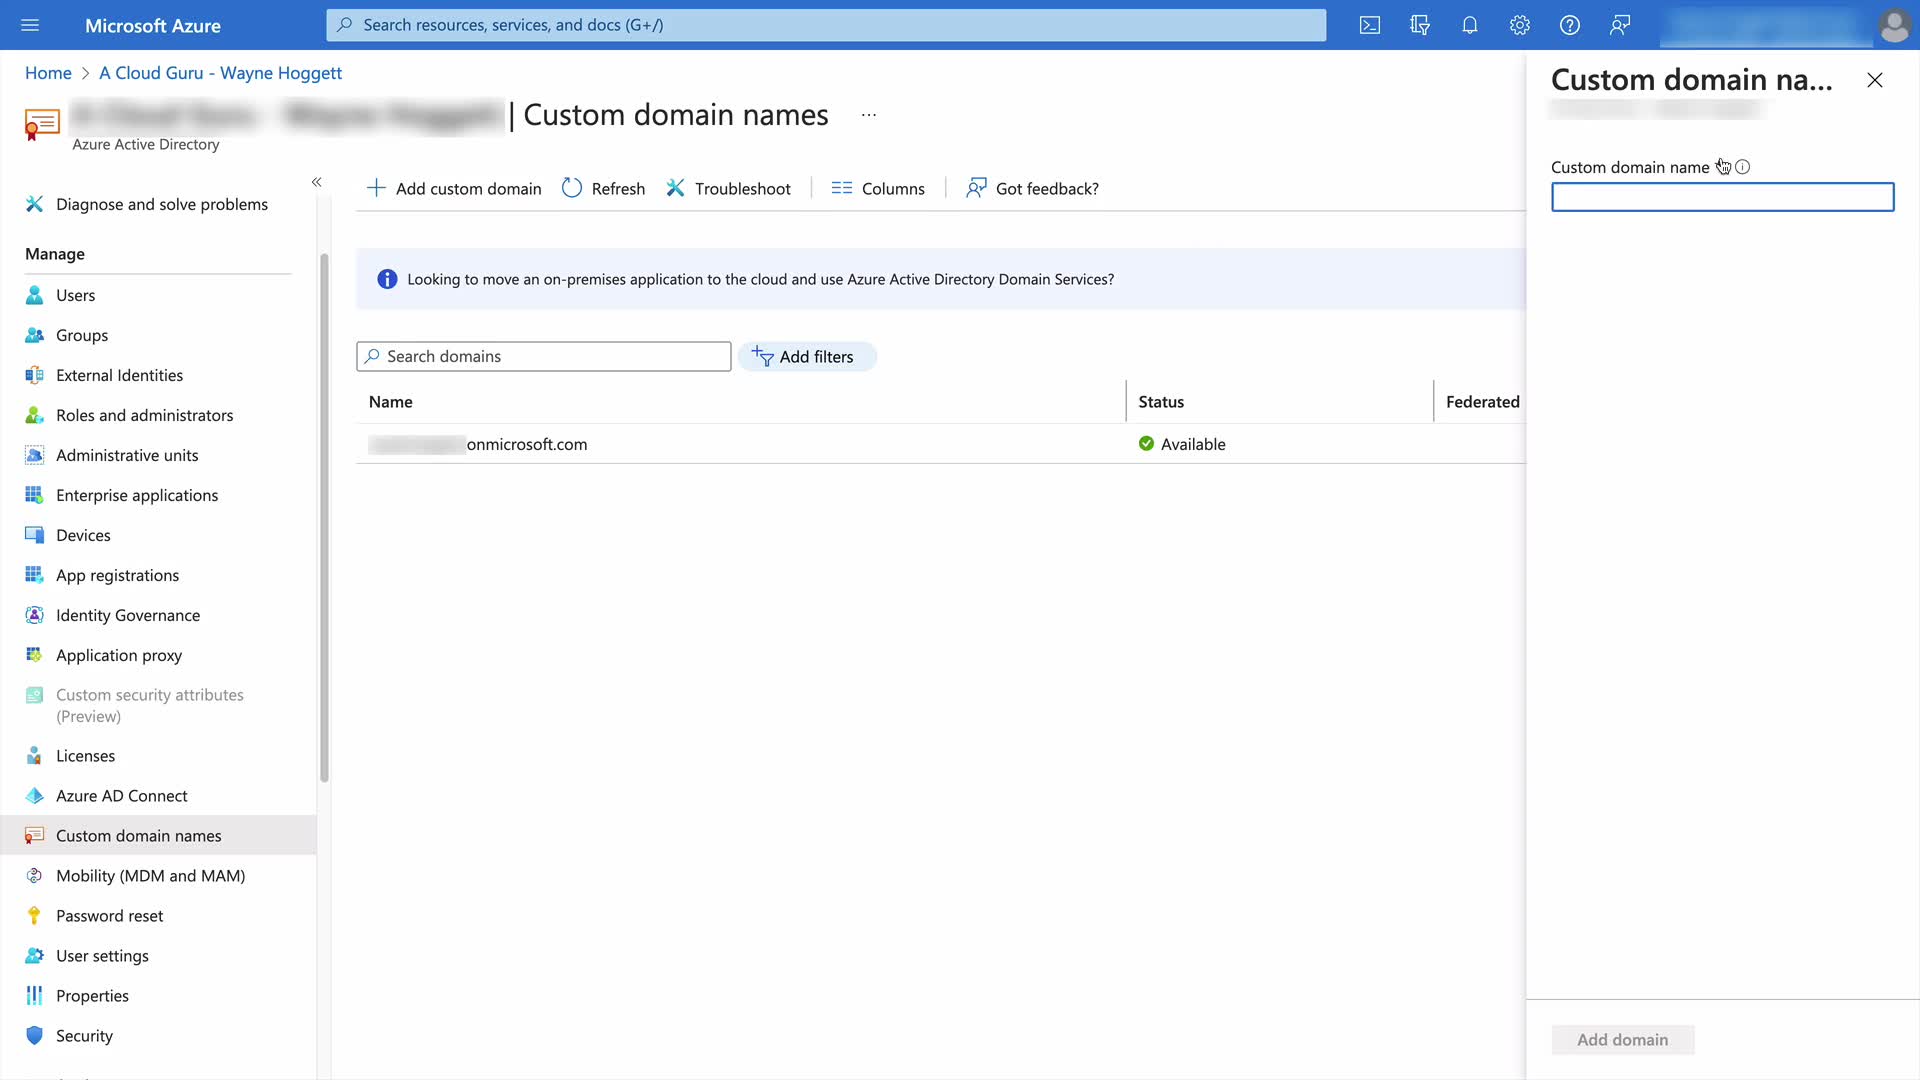 Microsoft Azure
Search resources, services, and docs (G+/)
Home > A Cloud Guru - Wayne Hoggett
| Custom domain names ...
Azure Active Directory
Diagnose and solve problems
Manage
Users
Groups
External Identities
Roles and administrators
Administrative units
Enterprise applications
Devices
App registrations
Identity Governance
Application proxy
Custom security attributes
(Preview)
Licenses
Azure AD Connect
Custom domain names
Mobility (MDM and MAM)
Password reset
User settings
Properties
Security
Add custom domain Refresh Troubleshoot Columns Got feedback?
Looking to move an on-premises application to the cloud and use Azure Active Directory Domain Services?
Search domains Add filters
Name Status Federated
onmicrosoft.com Available
Custom domain na...
Custom domain name
Add domain